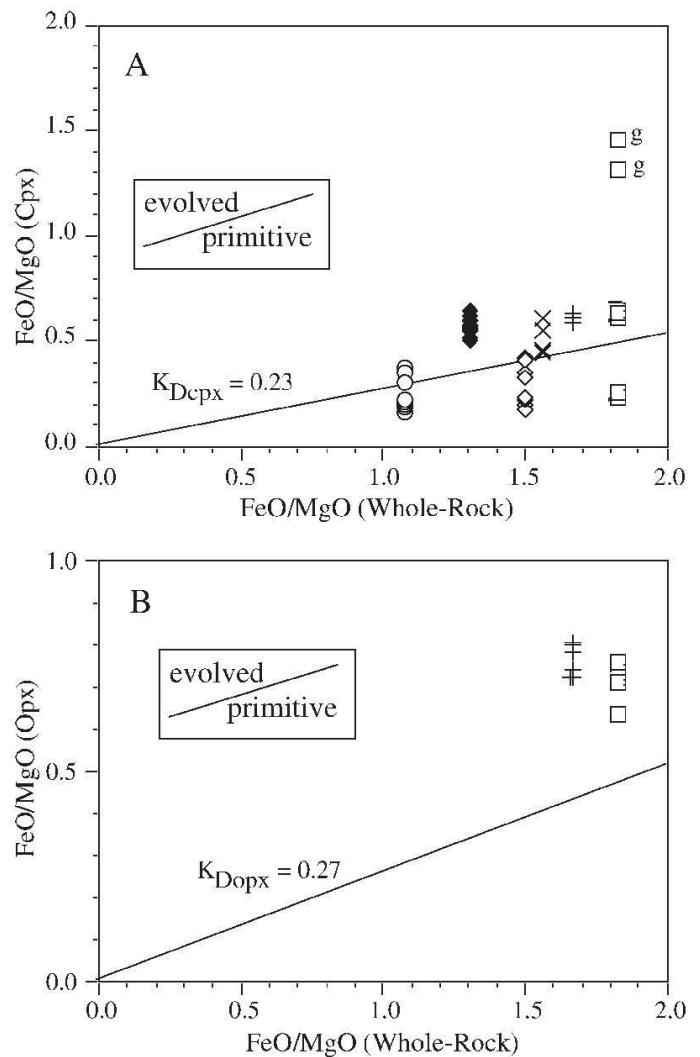 2.0
A
1.5
g
g
evolved
primitive
1.0
FeO/MgO (Cpx)
0.5
KDcpx = 0.23
0.0
0.0 1.0 1.5 2.0
FeO/MgO (Whole-Rock)
1.0
B
evolved
primitive
FeO/MgO (Opx)
0.5
KDopx = 0.27
0.0
0.0 0.5 1.0 1.5 2.0
FeO/MgO (Whole-Rock)